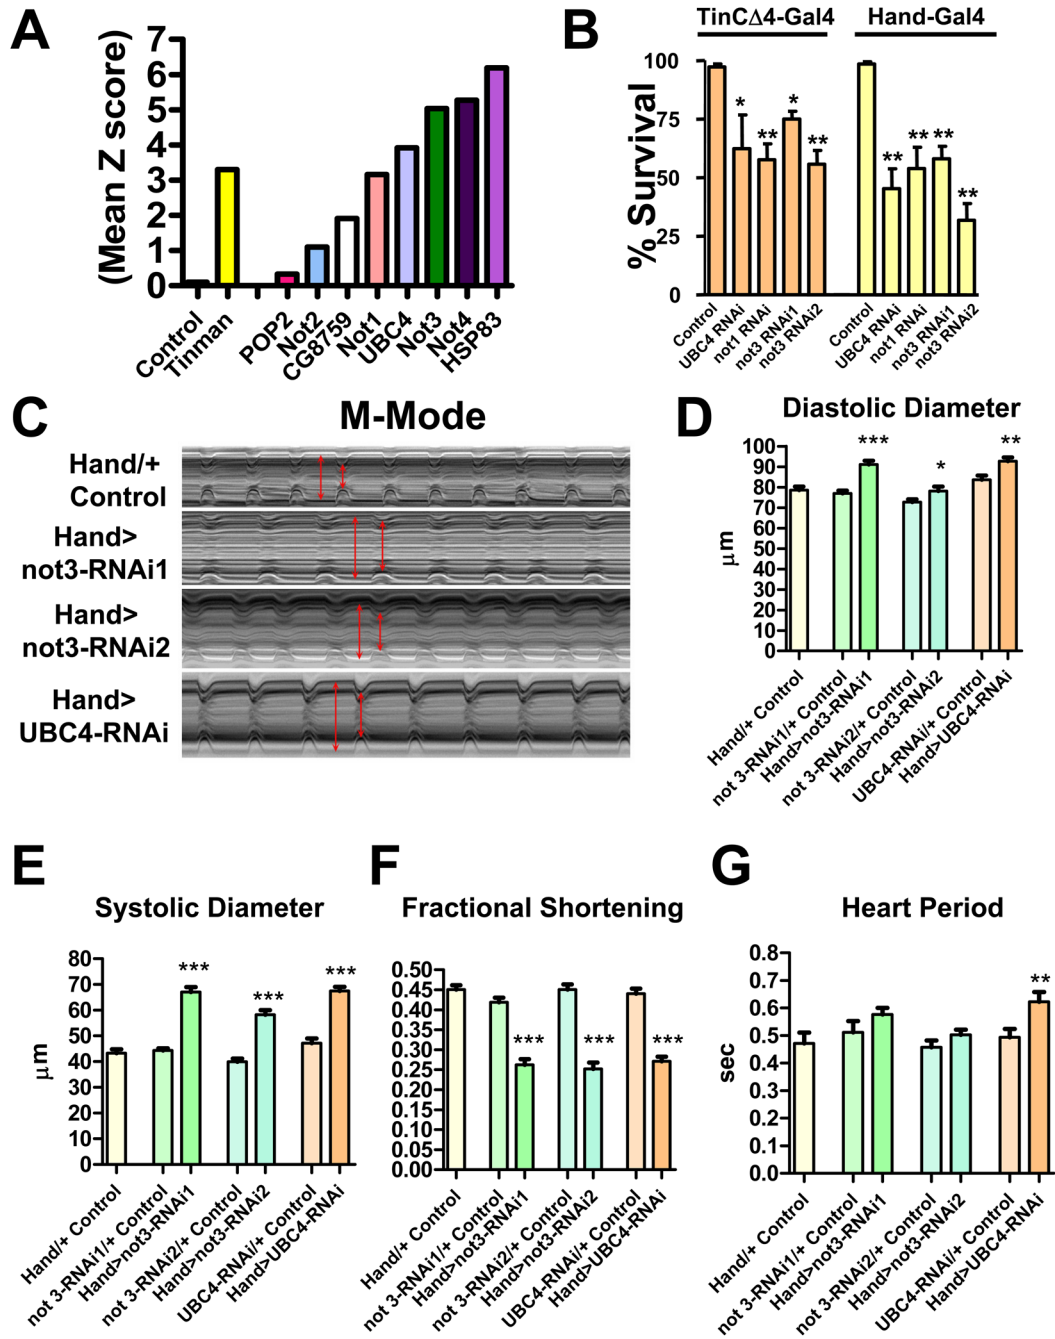 A
(Mean Z score)
7
6
5
4
3
2
1
0
Control
Tinman
POP2
Not2
CG8759
Not1
UBC4
Not3
Not4
HSP83
B
TinCΔ4-Gal4
Hand-Gal4
% Survival
100
75
50
25
0
*
**
*
**
**
**
**
**
Control
UBC4 RNAi
not1 RNAi
not3 RNAi1
not3 RNAi2
Control
UBC4 RNAi
not1 RNAi
not3 RNAi1
not3 RNAi2
C
M-Mode
Hand/+
Control
Hand>
not3-RNAi1
Hand>
not3-RNAi2
Hand>
UBC4-RNAi
D
Diastolic Diameter
μm
100
90
80
70
60
50
40
30
20
10
0
***
*
**
Hand/+ Control
not 3-RNAi1/+ Control
Hand>not3-RNAi1
not 3-RNAi2/+ Control
Hand>not3-RNAi2
UBC4-RNAi/+ Control
Hand>UBC4-RNAi
E
Systolic Diameter
μm
80
70
60
50
40
30
20
10
0
***
***
***
Hand/+ Control
not 3-RNAi1/+ Control
Hand>not3-RNAi1
not 3-RNAi2/+ Control
Hand>not3-RNAi2
UBC4-RNAi/+ Control
Hand>UBC4-RNAi
F
Fractional Shortening
0.50
0.45
0.40
0.35
0.30
0.25
0.20
0.15
0.10
0.05
0.00
***
***
***
Hand/+ Control
not 3-RNAi1/+ Control
Hand>not3-RNAi1
not 3-RNAi2/+ Control
Hand>not3-RNAi2
UBC4-RNAi/+ Control
Hand>UBC4-RNAi
G
Heart Period
sec
0.8
0.7
0.6
0.5
0.4
0.3
0.2
0.1
0.0
**
Hand/+ Control
not 3-RNAi1/+ Control
Hand>not3-RNAi1
not 3-RNAi2/+ Control
Hand>not3-RNAi2
UBC4-RNAi/+ Control
Hand>UBC4-RNAi